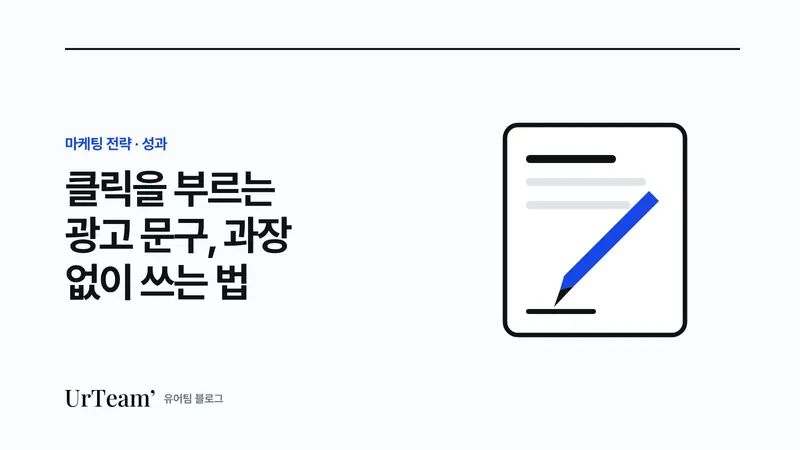 마케팅 전략 · 성과
클릭을 부르는
광고 문구, 과장
없이 쓰는 법
UrTeam’ 유어팀 블로그